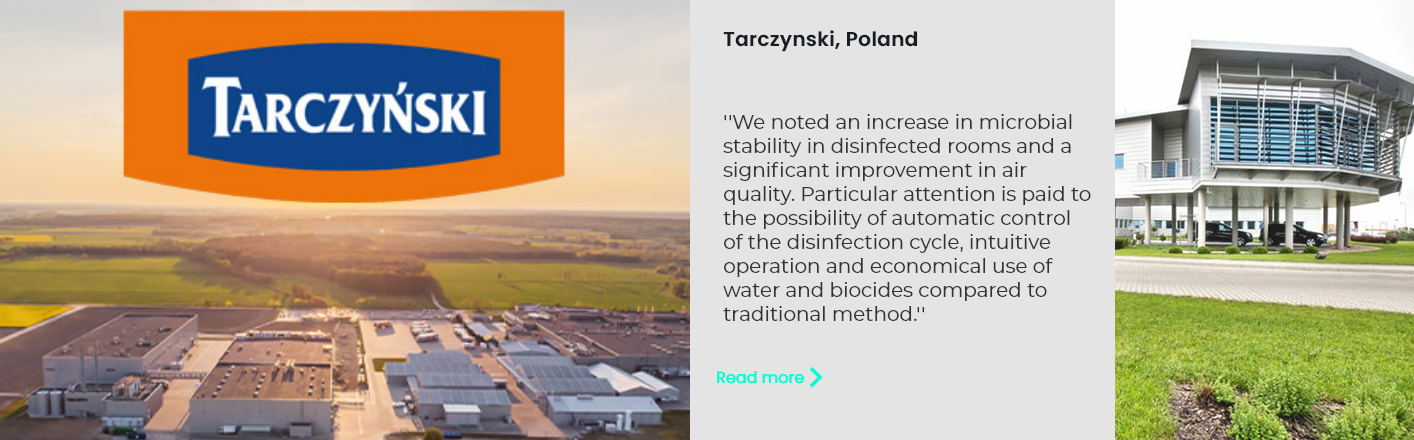 TARCZYŃSKI
Tarczynski, Poland
''We noted an increase in microbial
stability in disinfected rooms and a
significant improvement in air
quality. Particular attention is paid to
the possibility of automatic control
of the disinfection cycle, intuitive
operation and economical use of
water and biocides compared to
traditional method.''
Read more